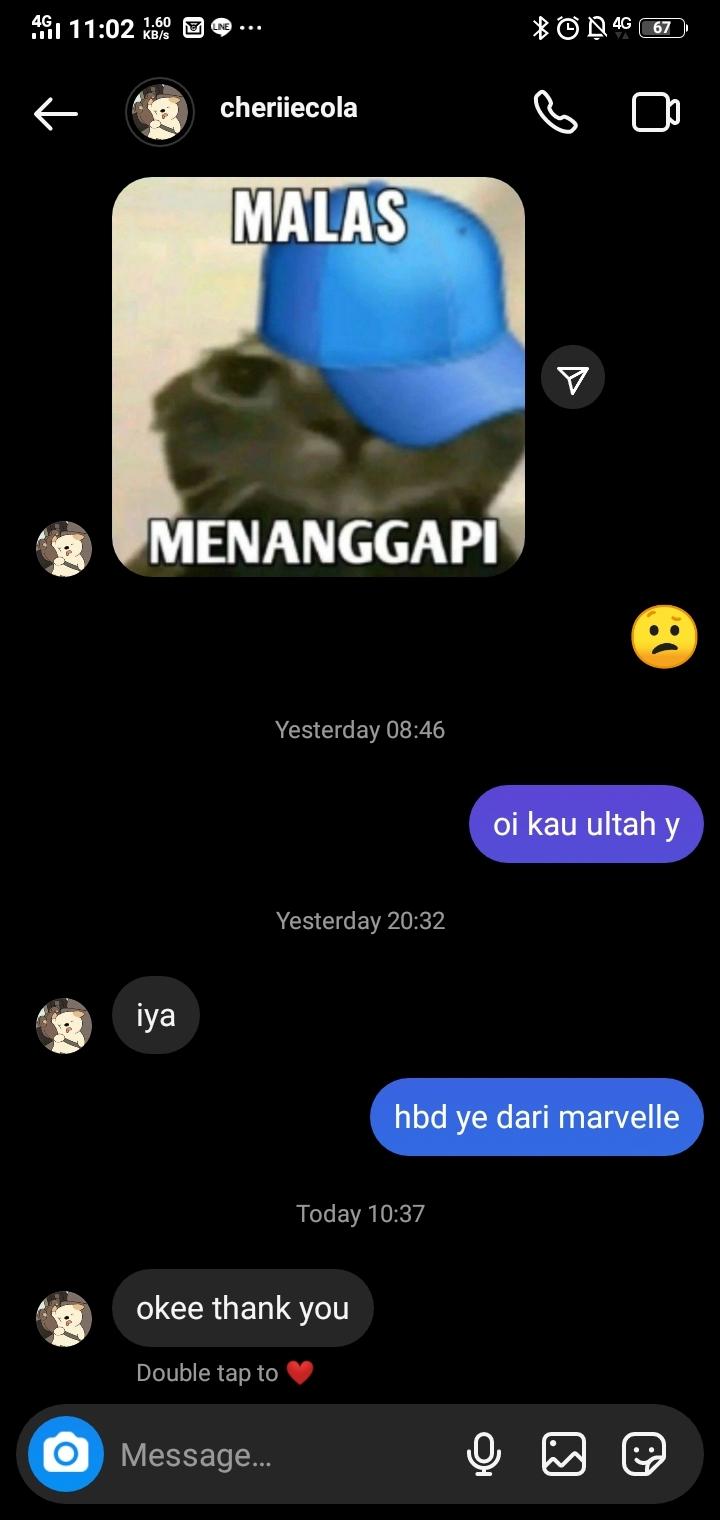 4G 11:02 1.60 KB/s LINE 4G 67
cheriiecola
MALAS
MENANGGAPI
Yesterday 08:46
oi kau ultah y
Yesterday 20:32
iya
hbd ye dari marvelle
Today 10:37
okee thank you
Double tap to ❤️
Message...